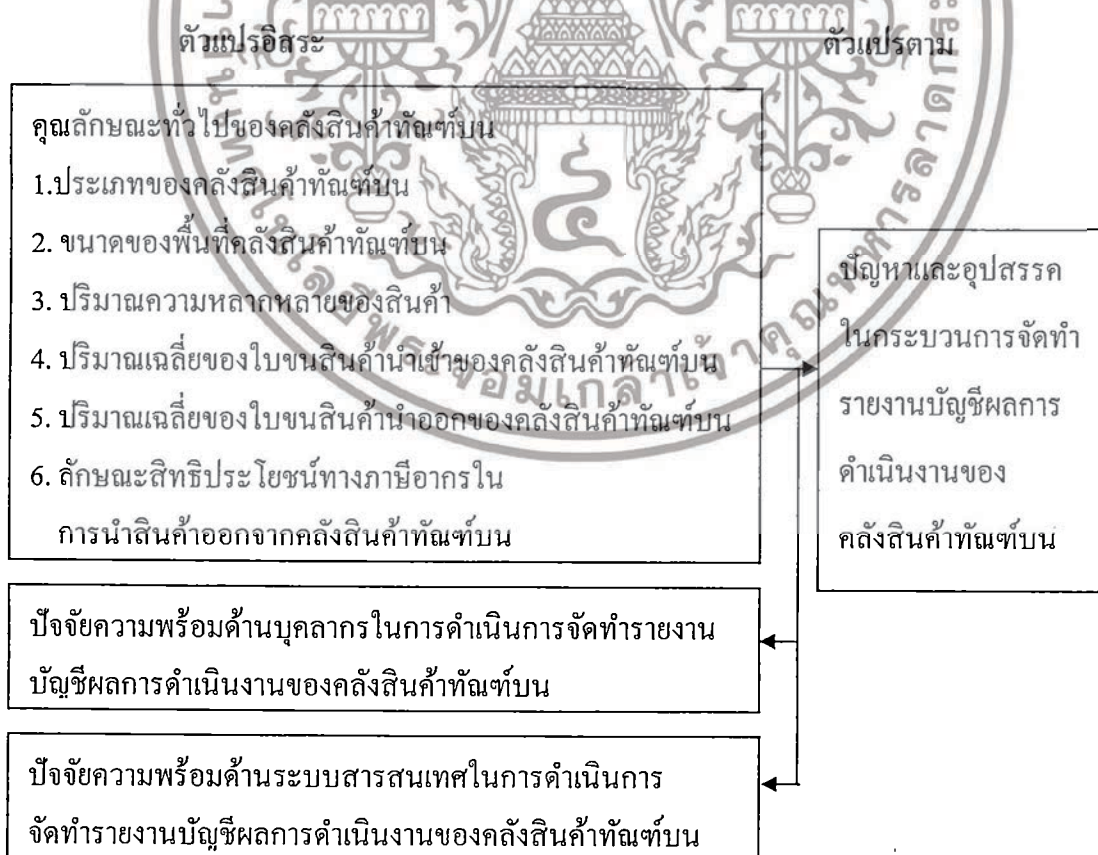 ตัวแปรอิสระ
ตัวแปรตาม
คุณลักษณะทั่วไปของคลังสินค้าทัณฑ์บน
1.ประเภทของคลังสินค้าทัณฑ์บน
2. ขนาดของพื้นที่คลังสินค้าทัณฑ์บน
3. ปริมาณความหลากหลายของสินค้า
4. ปริมาณเฉลี่ยของใบขนสินค้านำเข้าของคลังสินค้าทัณฑ์บน
5. ปริมาณเฉลี่ยของใบขนสินค้านำออกของคลังสินค้าทัณฑ์บน
6. ลักษณะสิทธิประโยชน์ทางภาษีอากรใน
การนำสินค้าออกจากคลังสินค้าทัณฑ์บน
ปัญหาและอุปสรรค
ในกระบวนการจัดทำ
รายงานบัญชีผลการ
ดำเนินงานของ
คลังสินค้าทัณฑ์บน
ปัจจัยความพร้อมด้านบุคลากรในการดำเนินการจัดทำรายงาน
บัญชีผลการดำเนินงานของคลังสินค้าทัณฑ์บน
ปัจจัยความพร้อมด้านระบบสารสนเทศในการดำเนินการ
จัดทำรายงานบัญชีผลการดำเนินงานของคลังสินค้าทัณฑ์บน